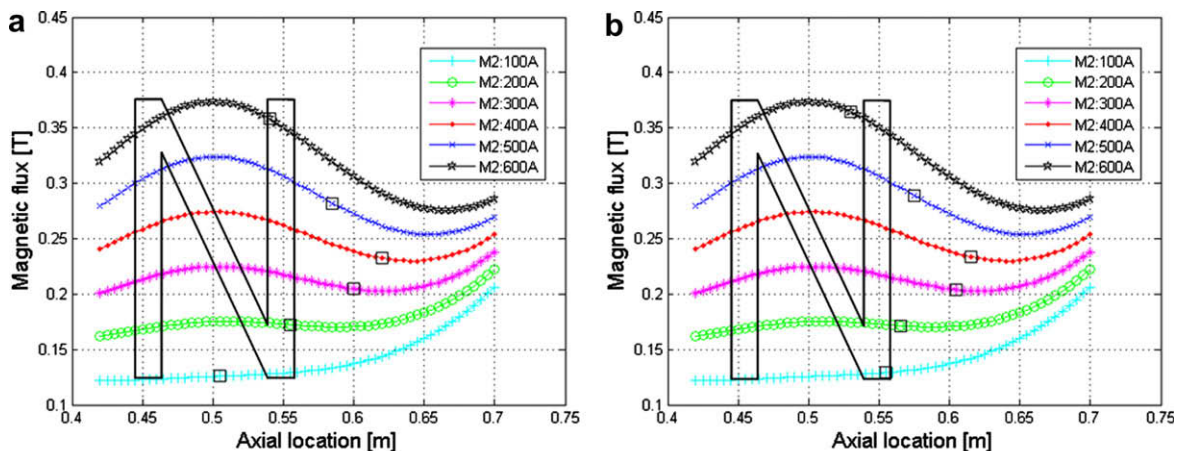 a
Magnetic flux [T]
0.45
0.4
0.35
0.3
0.25
0.2
0.15
0.1
0.4
0.45
0.5
0.55
0.6
0.65
0.7
0.75
Axial location [m]
M2:100A
M2:200A
M2:300A
M2:400A
M2:500A
M2:600A
b
Magnetic flux [T]
0.45
0.4
0.35
0.3
0.25
0.2
0.15
0.1
0.4
0.45
0.5
0.55
0.6
0.65
0.7
0.75
Axial location [m]
M2:100A
M2:200A
M2:300A
M2:400A
M2:500A
M2:600A